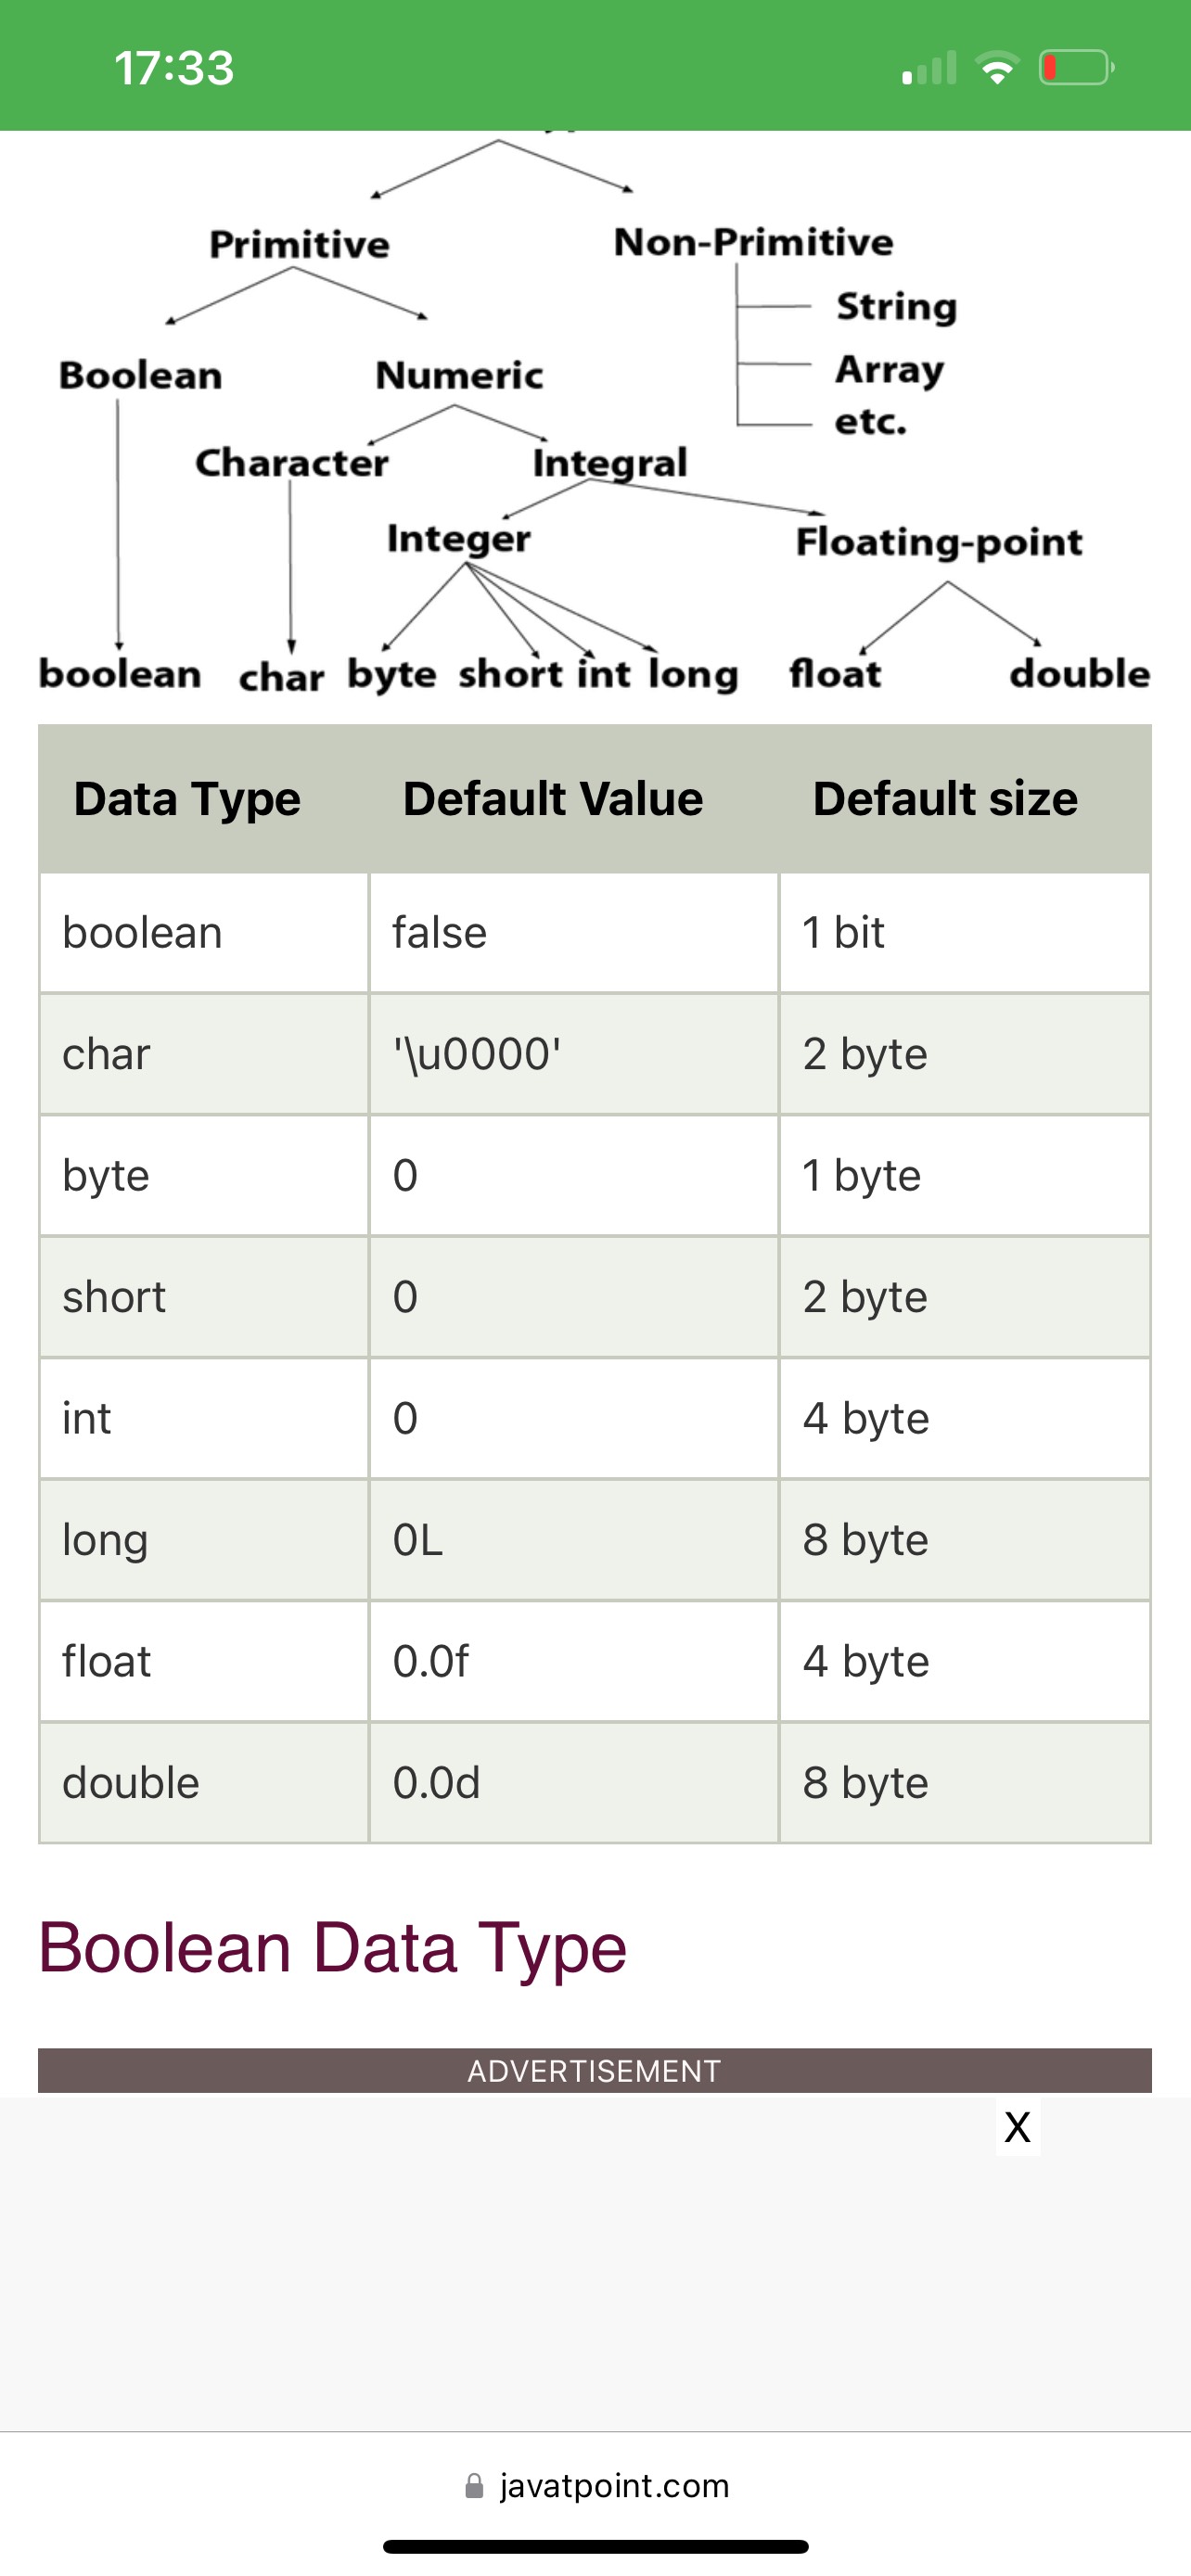 17:33
Primitive Non-Primitive
String
Boolean Numeric Array
etc.
Character Integral
Integer Floating-point
boolean char byte short int long float double
Data Type Default Value Default size
boolean false 1 bit
char '\u0000' 2 byte
byte 0 1 byte
short 0 2 byte
int 0 4 byte
long 0L 8 byte
float 0.0f 4 byte
double 0.0d 8 byte
Boolean Data Type
ADVERTISEMENT
X
javatpoint.com